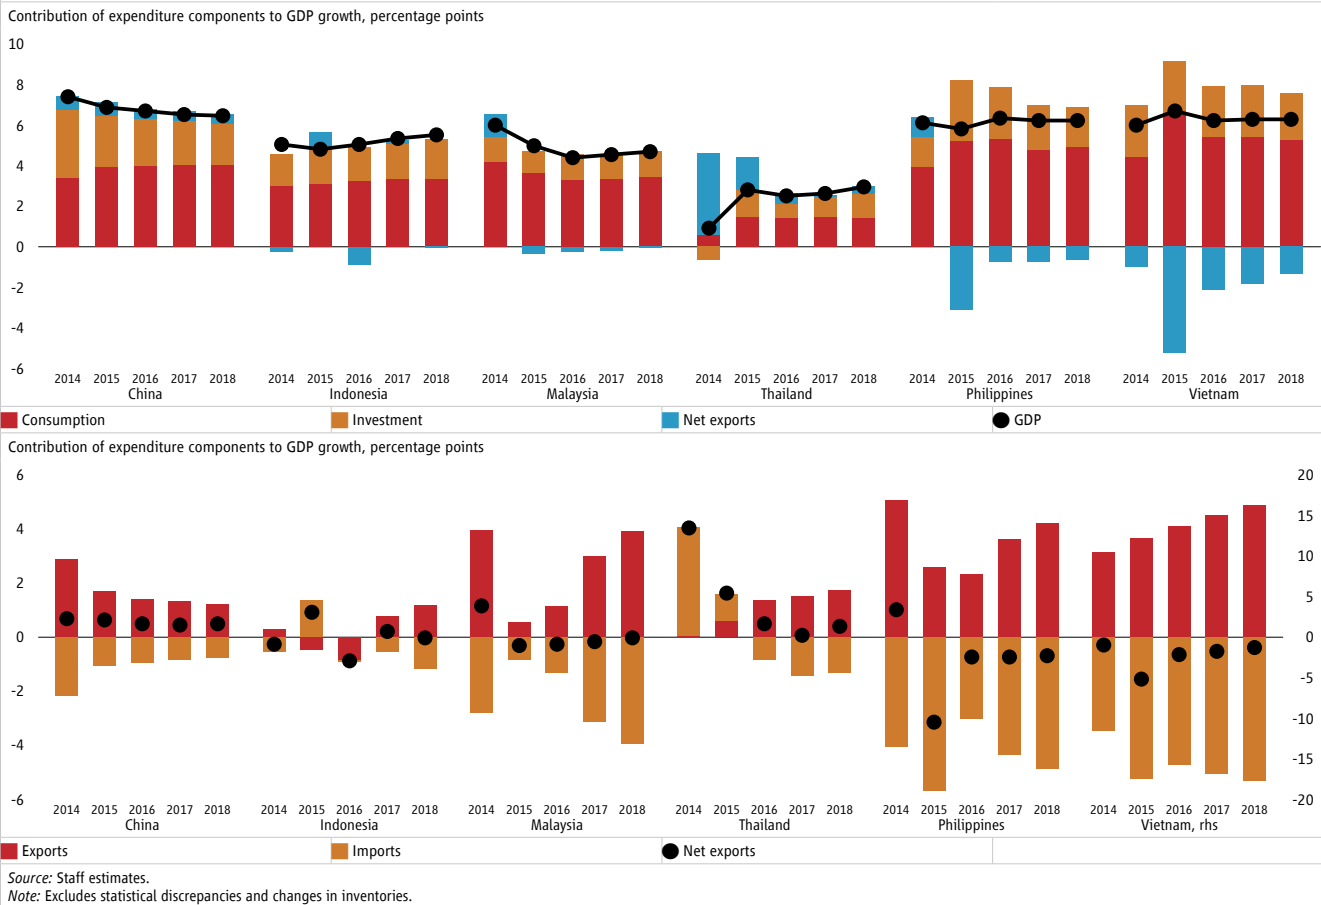 Contribution of expenditure components to GDP growth, percentage points
10
8
6
4
2
0
-2
-4
-6
2014 2015 2016 2017 2018 2014 2015 2016 2017 2018 2014 2015 2016 2017 2018 2014 2015 2016 2017 2018 2014 2015 2016 2017 2018 2014 2015 2016 2017 2018
China Indonesia Malaysia Thailand Philippines Vietnam
Consumption Investment Net exports GDP
Contribution of expenditure components to GDP growth, percentage points
6 20
15
4
10
2
5
0 0
-5
-2
-10
-4
-15
-6 -20
2014 2015 2016 2017 2018 2014 2015 2016 2017 2018 2014 2015 2016 2017 2018 2014 2015 2016 2017 2018 2014 2015 2016 2017 2018 2014 2015 2016 2017 2018
China Indonesia Malaysia Thailand Philippines Vietnam, rhs
Exports Imports Net exports
Source: Staff estimates.
Note: Excludes statistical discrepancies and changes in inventories.